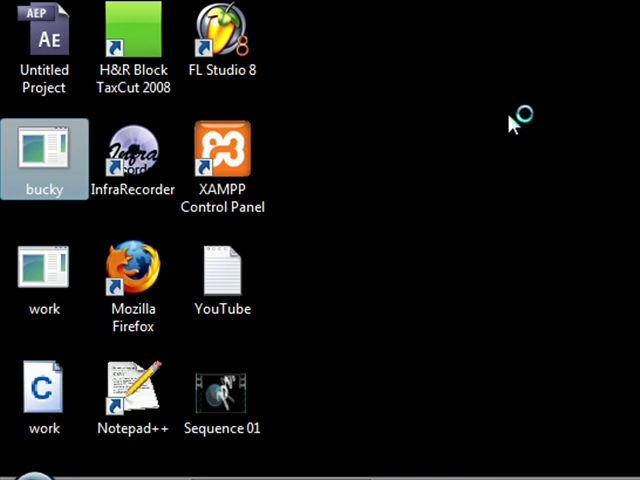 AEP
Ae
Untitled
Project
H&R Block
TaxCut 2008
8
FL Studio 8
bucky
Infra
InfraRecorder
XAMPP
Control Panel
work
Mozilla
Firefox
YouTube
C
work
Notepad++
Sequence 01